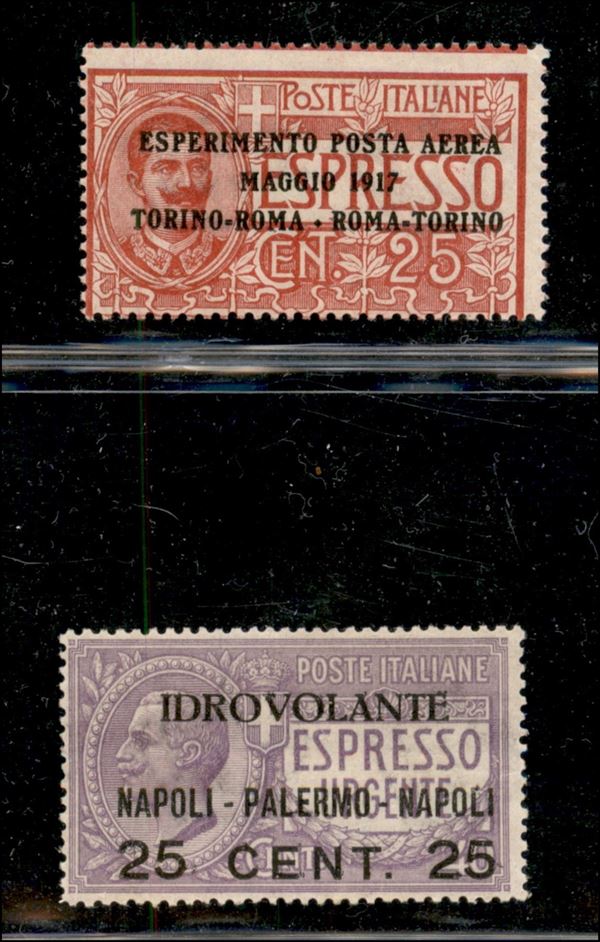 POSTE ITALIANE
ESPERIMENTO POSTA AEREA
ESPRESSO
MAGGIO 1917
TORINO-ROMA • ROMA-TORINO
CENT. 25
POSTE ITALIANE
IDROVOLANTE
ESPRESSO
URGENTE
NAPOLI - PALERMO - NAPOLI
25 CENT. 25